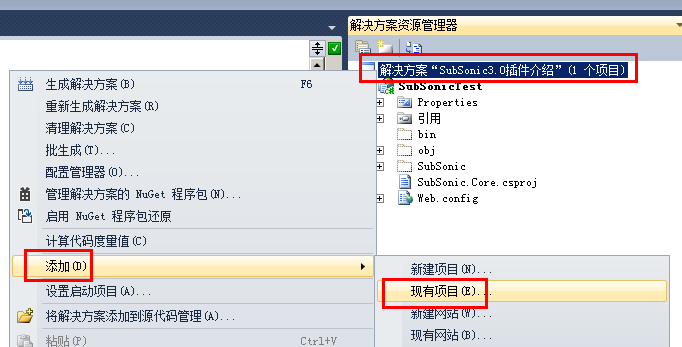 解决方案资源管理器
解决方案“SubSonic3.0插件介绍”(1 个项目)
SubSonicTest
Properties
引用
bin
obj
SubSonic
SubSonic.Core.csproj
Web.config
生成解决方案(B) F6
重新生成解决方案(R)
清理解决方案(C)
批生成(T)...
配置管理器(O)...
管理解决方案的 NuGet 程序包(N)...
启用 NuGet 程序包还原
计算代码度量值(C)
添加(D)
设置启动项目(A)...
将解决方案添加到源代码管理(A)...
粘贴(P) Ctrl+V
新建项目(N)...
现有项目(E)...
新建网站(W)...
现有网站(B)...